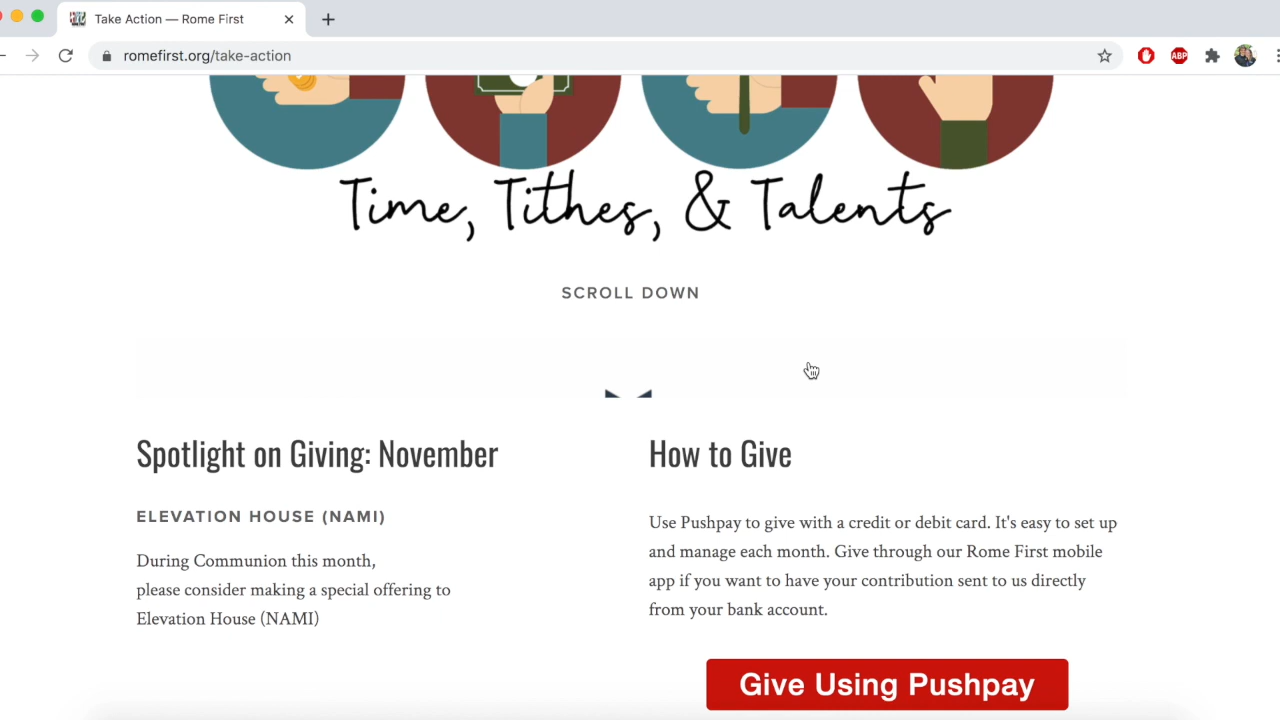 Take Action — Rome First
romefirst.org/take-action
ABP
Time, Tithes, & Talents
SCROLL DOWN
Spotlight on Giving: November
ELEVATION HOUSE (NAMI)
During Communion this month,
please consider making a special offering to
Elevation House (NAMI)
How to Give
Use Pushpay to give with a credit or debit card. It's easy to set up
and manage each month. Give through our Rome First mobile
app if you want to have your contribution sent to us directly
from your bank account.
Give Using Pushpay